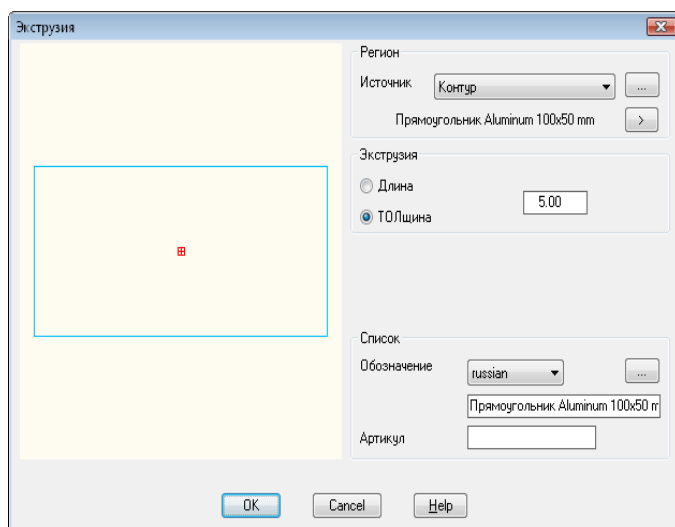 Экструзия
Регион
Источник
Контур
...
Прямоугольник Aluminum 100x50 mm
>
Экструзия
Длина
ТОЛщина
5.00
Список
Обозначение
russian
...
Прямоугольник Aluminum 100x50 m
Артикул
OK
Cancel
Help